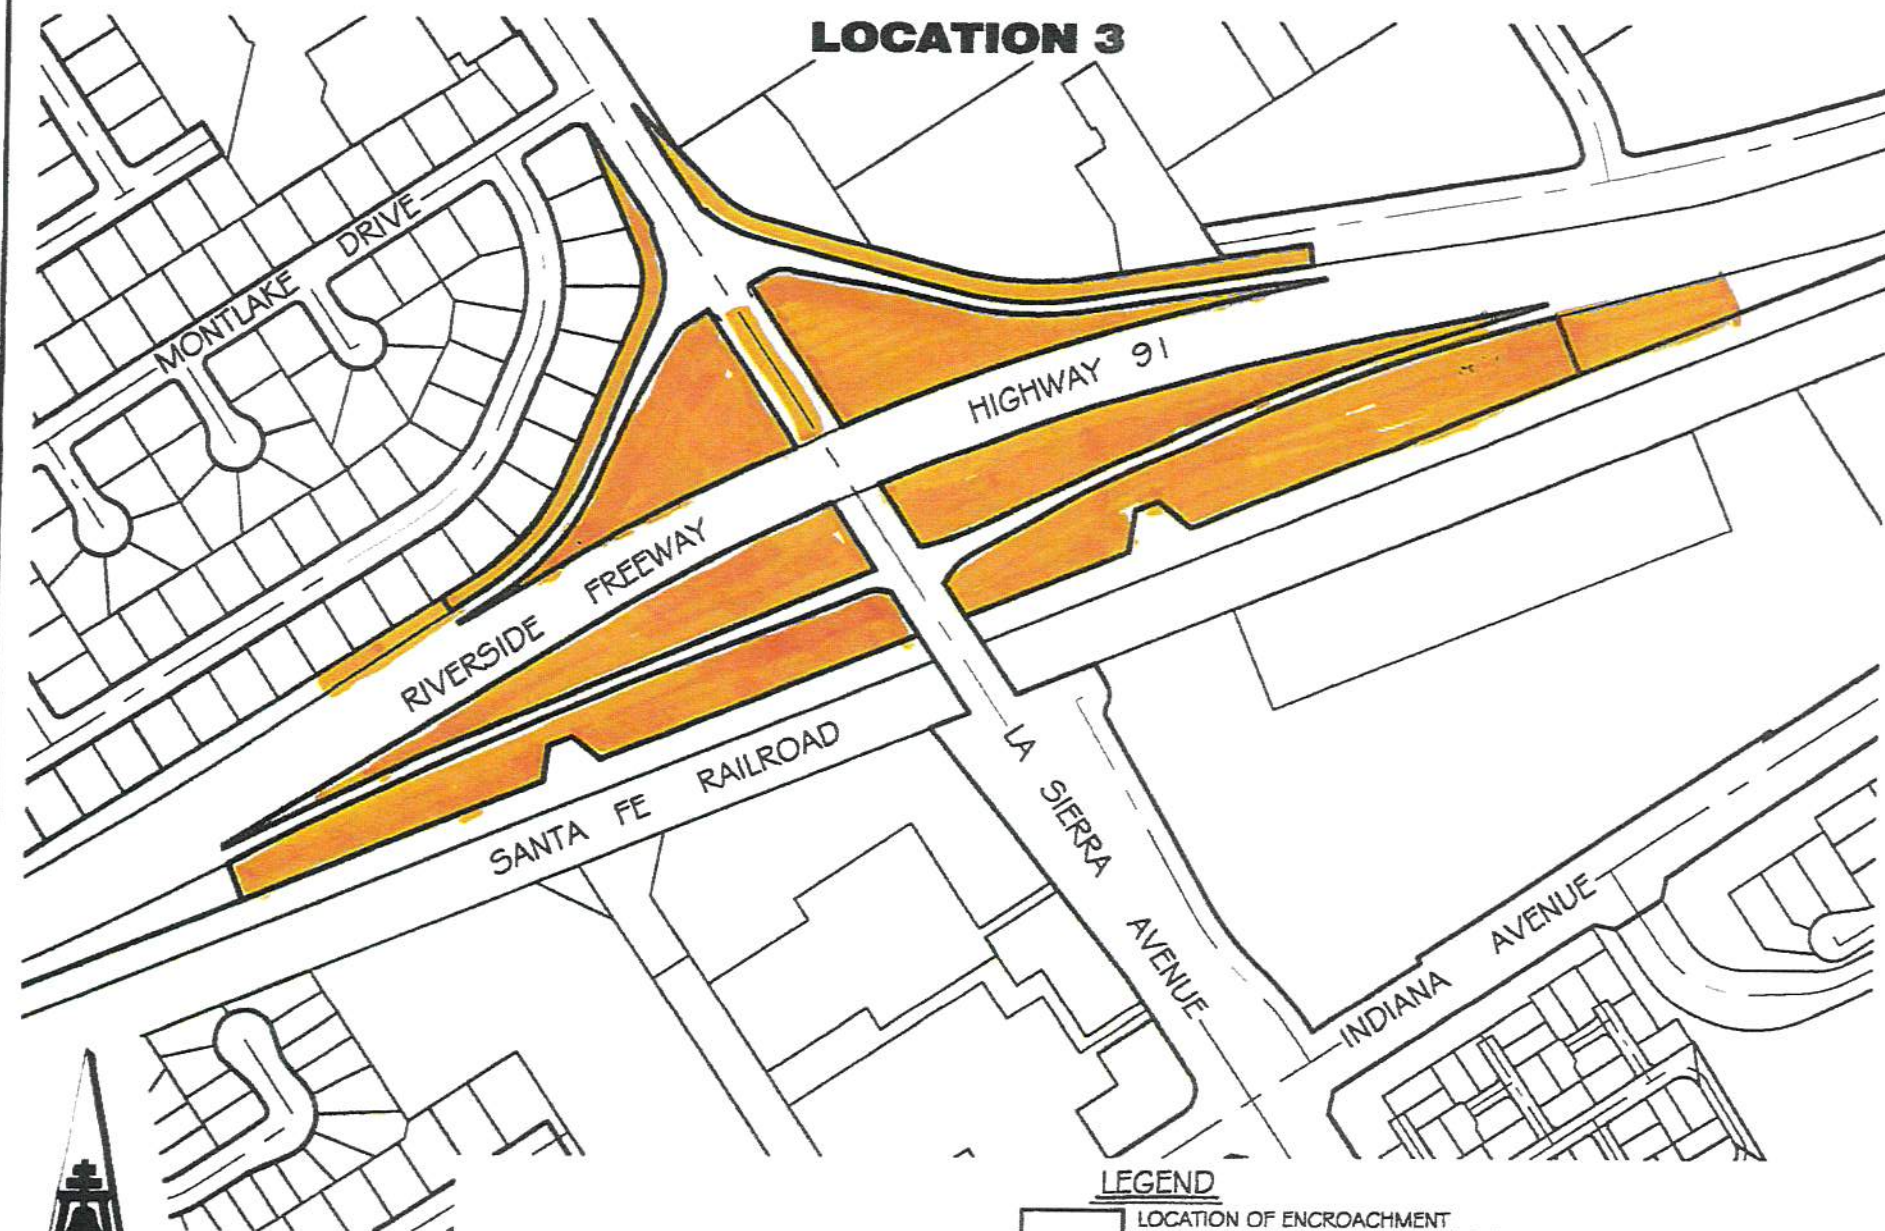 LOCATION 3
MONTLAKE DRIVE
HIGHWAY 91
RIVERSIDE FREEWAY
SANTA FE RAILROAD
LA SIERRA AVENUE
INDIANA AVENUE
LEGEND
LOCATION OF ENCROACHMENT